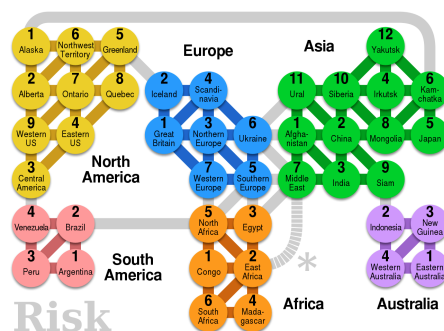 1
Alaska
6
Northwest
Territory
5
Greenland
12
Yakutsk
Europe
Asia
2
Alberta
7
Ontario
8
Quebec
2
Iceland
4
Scandi-
navia
11
Ural
10
Siberia
4
Irkutsk
6
Kam-
chatka
9
Western
US
4
Eastern
US
1
Great
Britain
3
Northern
Europe
6
Ukraine
1
Afgha-
nistan
2
China
8
Mongolia
5
Japan
North
America
3
Central
America
7
Western
Europe
5
Southern
Europe
7
Middle
East
3
India
9
Siam
4
Venezuela
2
Brazil
5
North
Africa
3
Egypt
2
Indonesia
3
New
Guinea
3
Peru
1
Argentina
South
America
1
Congo
2
East
Africa
*
4
Western
Australia
1
Eastern
Australia
6
South
Africa
4
Mada-
gascar
Africa
Australia
Risk